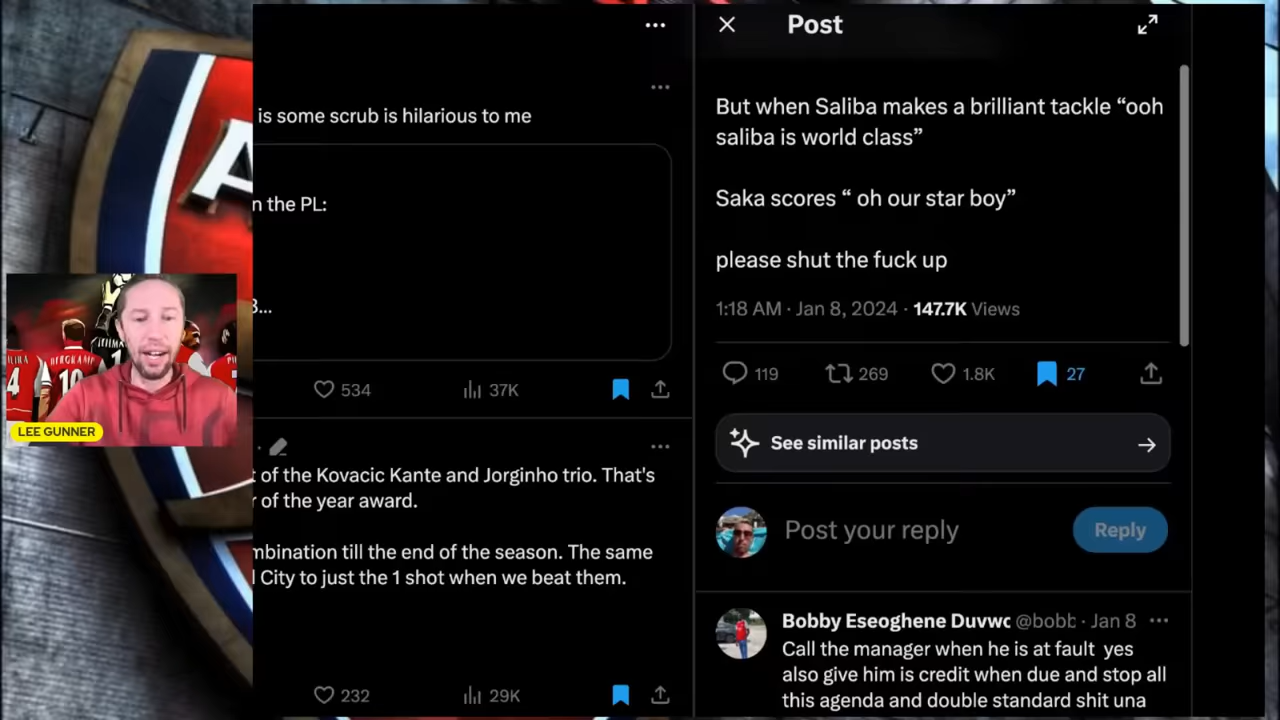 is some scrub is hilarious to me
n the PL:
3...
534
37K
of the Kovacic Kante and Jorginho trio. That's
of the year award.
mbination till the end of the season. The same
City to just the 1 shot when we beat them.
232
29K
Post
But when Saliba makes a brilliant tackle “ooh
saliba is world class”
Saka scores “ oh our star boy”
please shut the fuck up
1:18 AM · Jan 8, 2024 · 147.7K Views
119
269
1.8K
27
See similar posts
Post your reply
Reply
Bobby Eseoghene Duvwc @bobb · Jan 8
Call the manager when he is at fault yes
also give him is credit when due and stop all
this agenda and double standard shit una
A
4
BERGKAMP
10
LEE GUNNER